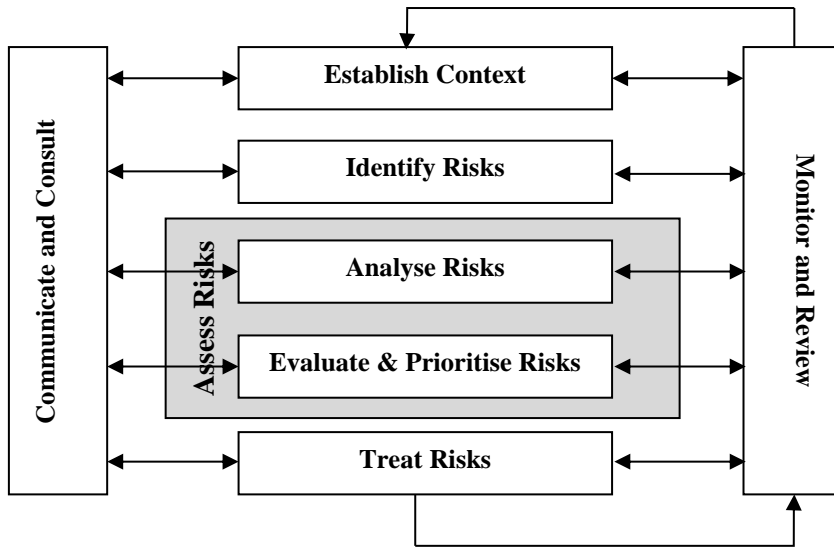 Communicate and Consult
Establish Context
Identify Risks
Assess Risks
Analyse Risks
Evaluate & Prioritise Risks
Treat Risks
Monitor and Review